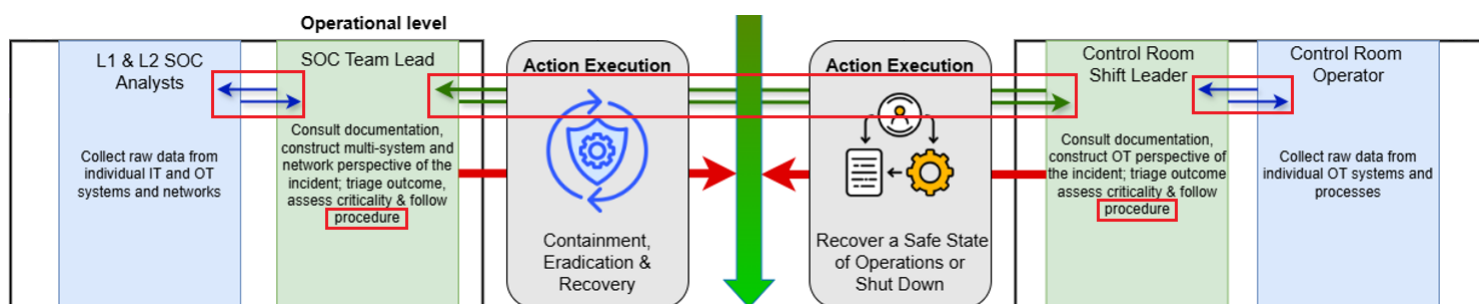 Operational level
L1 & L2 SOC
Analysts
Collect raw data from
individual IT and OT
systems and networks
SOC Team Lead
Consult documentation,
construct multi-system and
network perspective of the
incident; triage outcome,
assess criticality & follow
procedure
Action Execution
Containment,
Eradication &
Recovery
Action Execution
Recover a Safe State
of Operations or
Shut Down
Control Room
Shift Leader
Consult documentation,
construct OT perspective of
the incident; triage outcome
assess criticality & follow
procedure
Control Room
Operator
Collect raw data from
individual OT systems and
processes